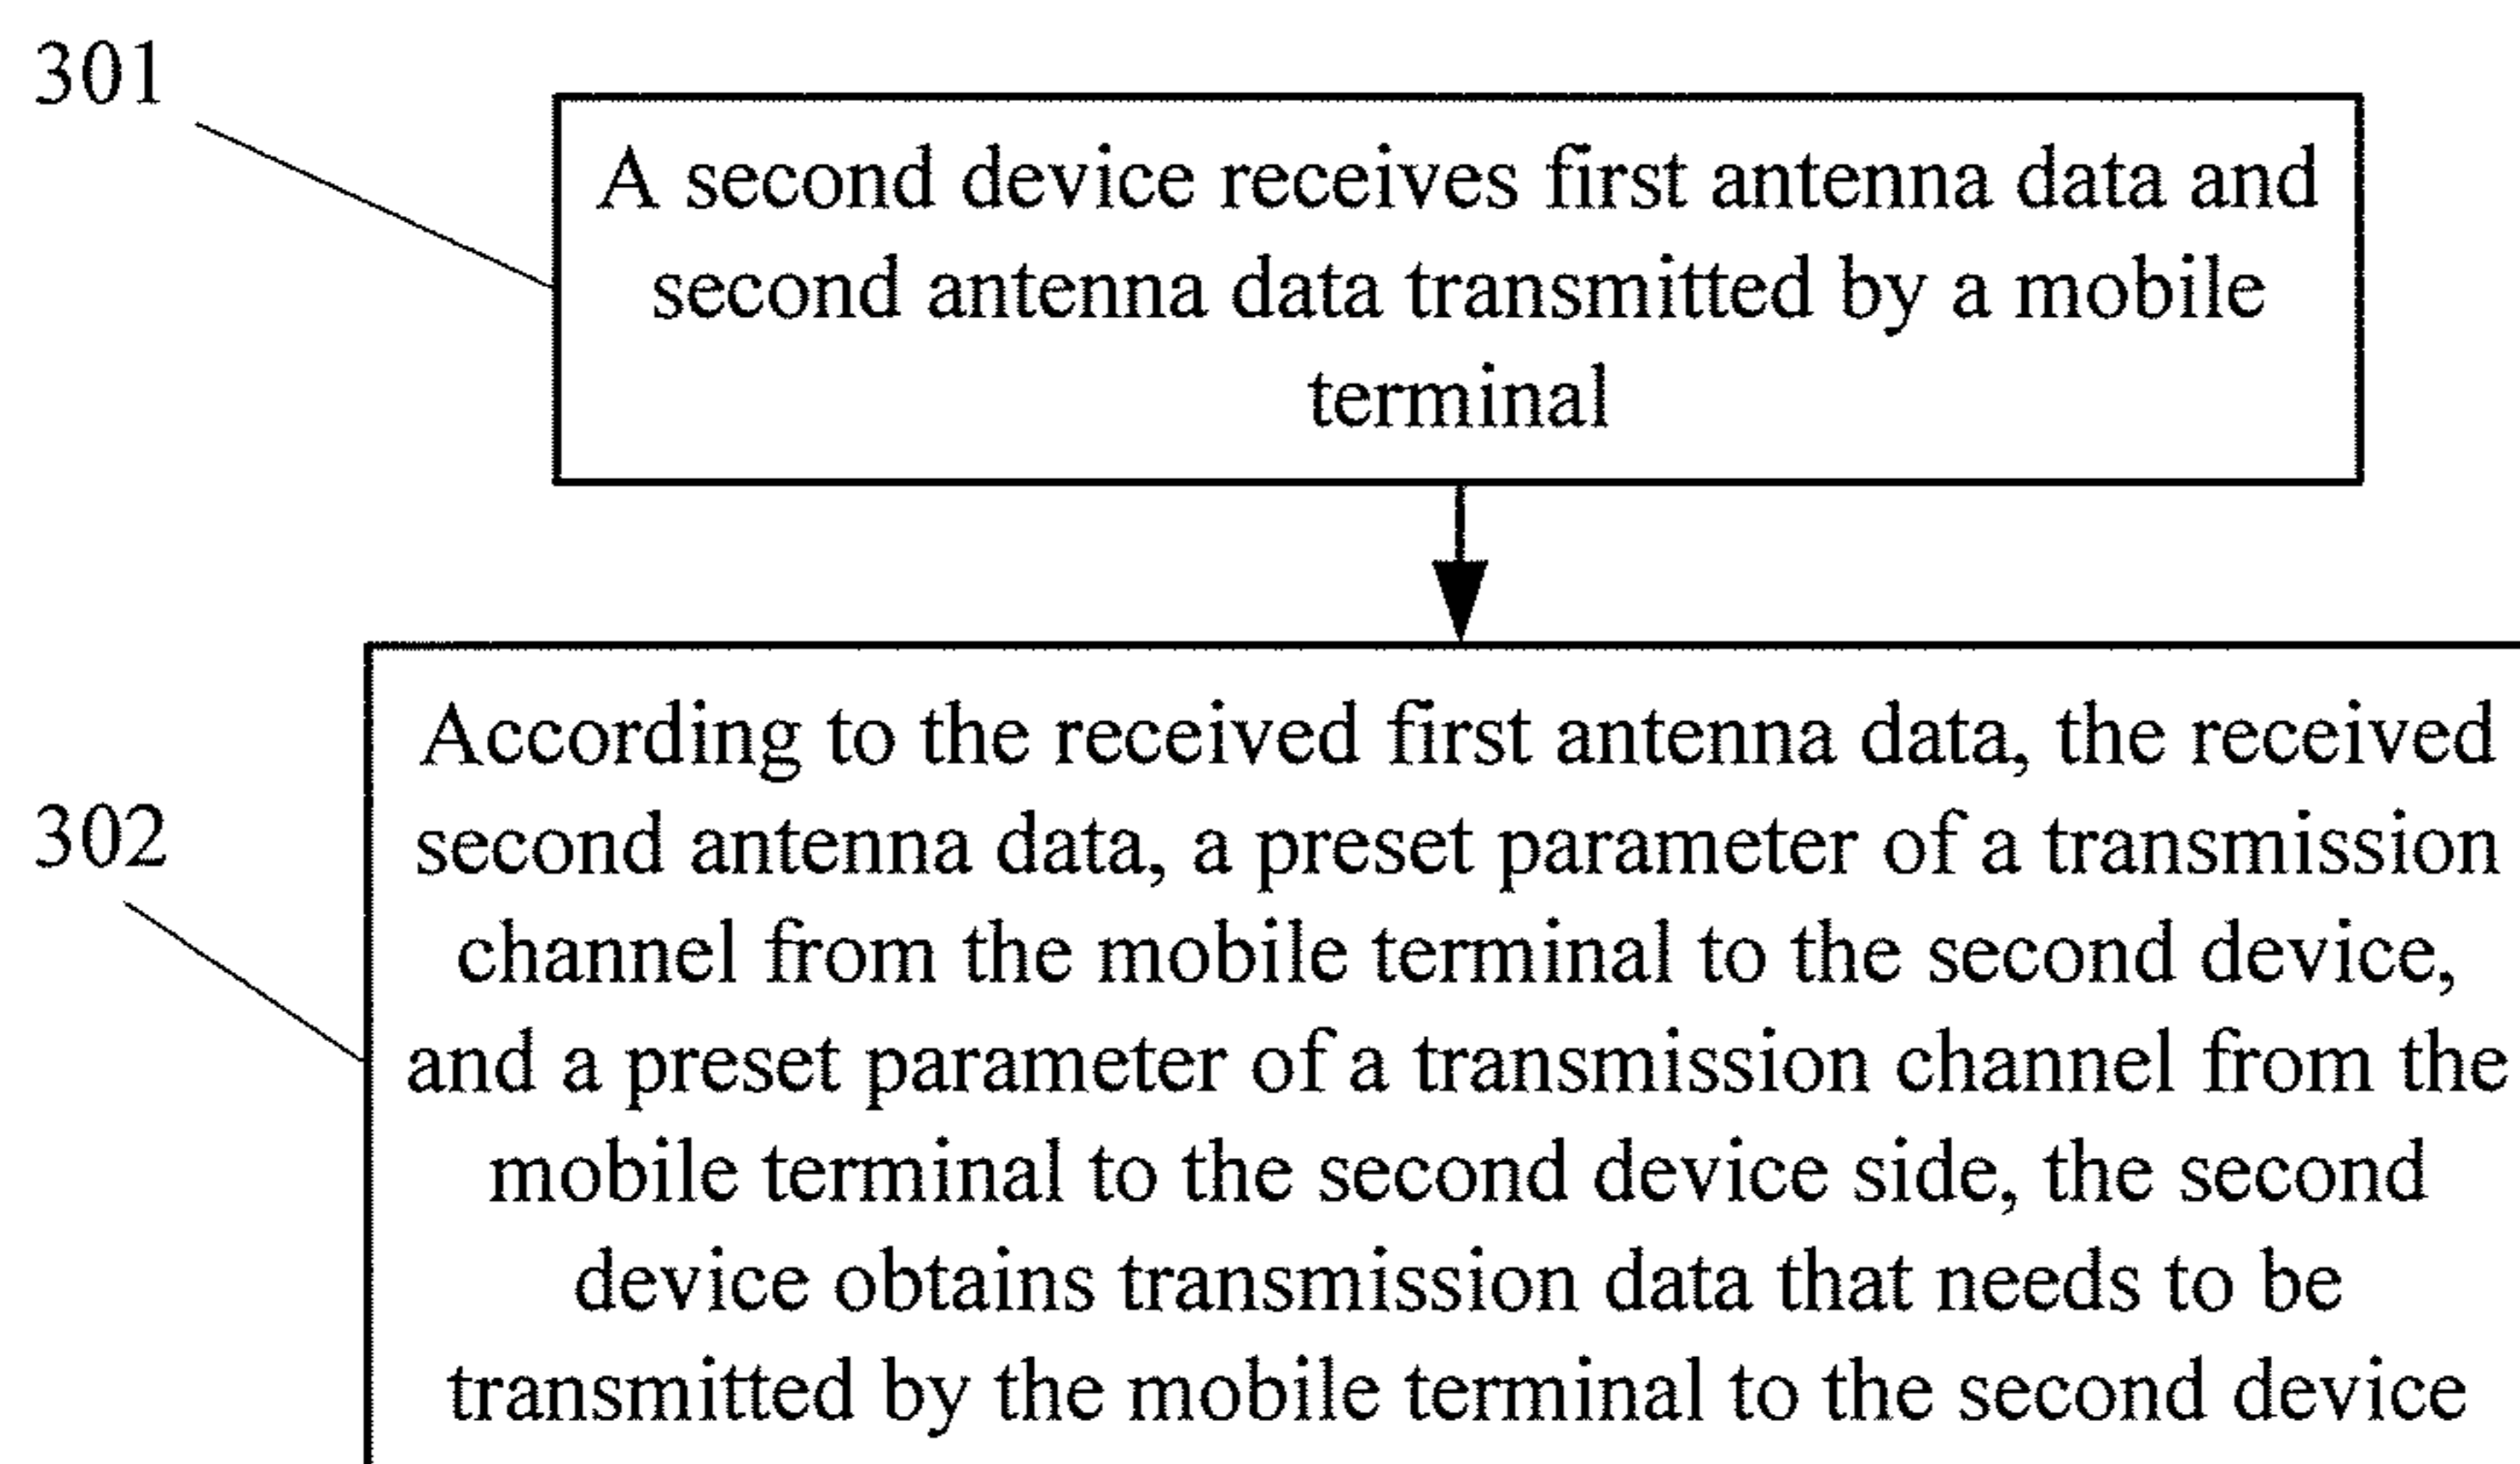 301
A second device receives first antenna data and
second antenna data transmitted by a mobile
terminal
302
According to the received first antenna data, the received
second antenna data, a preset parameter of a transmission
channel from the mobile terminal to the second device,
and a preset parameter of a transmission channel from the
mobile terminal to the second device side, the second
device obtains transmission data that needs to be
transmitted by the mobile terminal to the second device